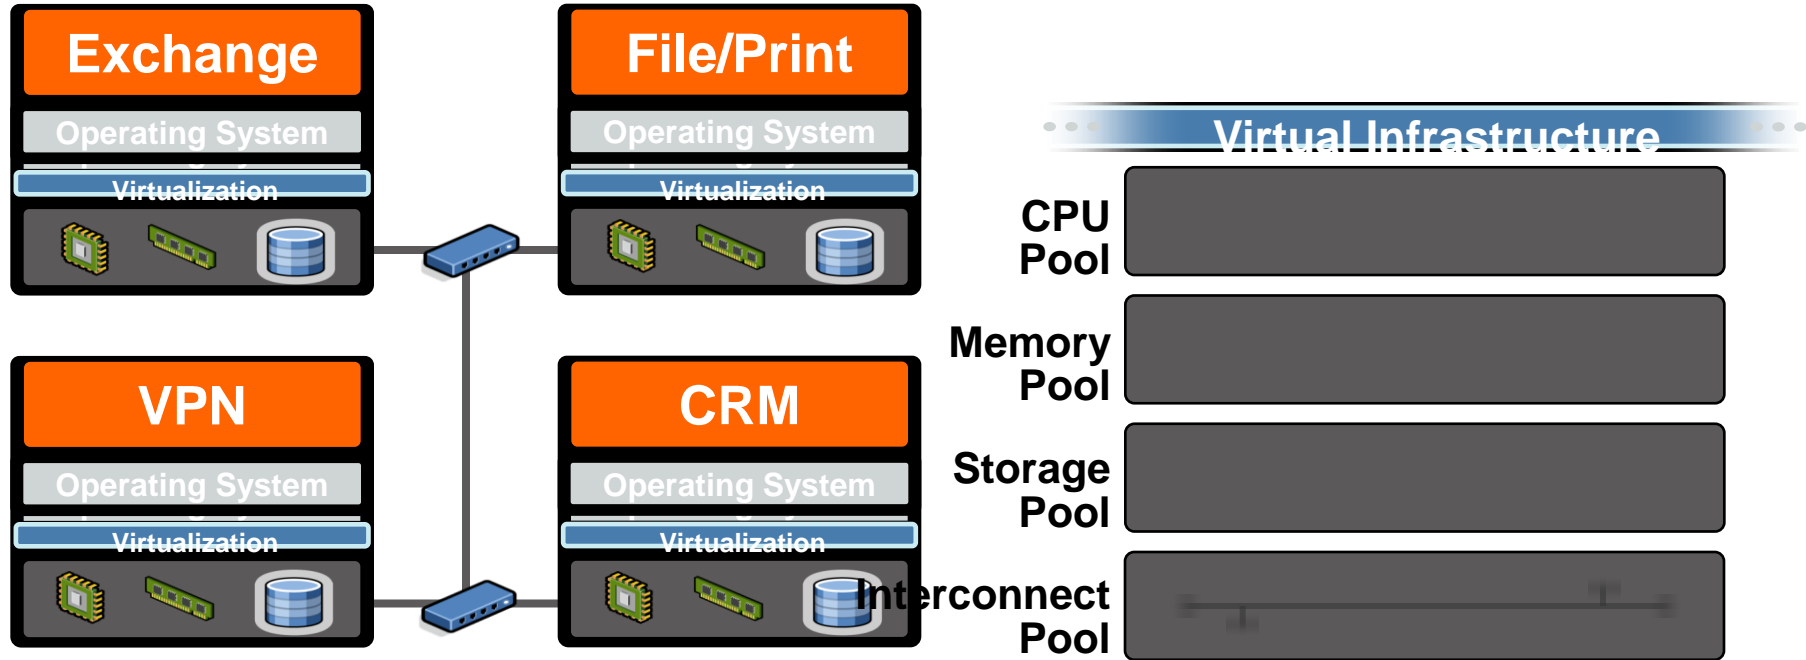 Exchange
Operating System
Virtualization
File/Print
Operating System
Virtualization
VPN
Operating System
Virtualization
CRM
Operating System
Virtualization
Virtual Infrastructure
CPU
Pool
Memory
Pool
Storage
Pool
Interconnect
Pool